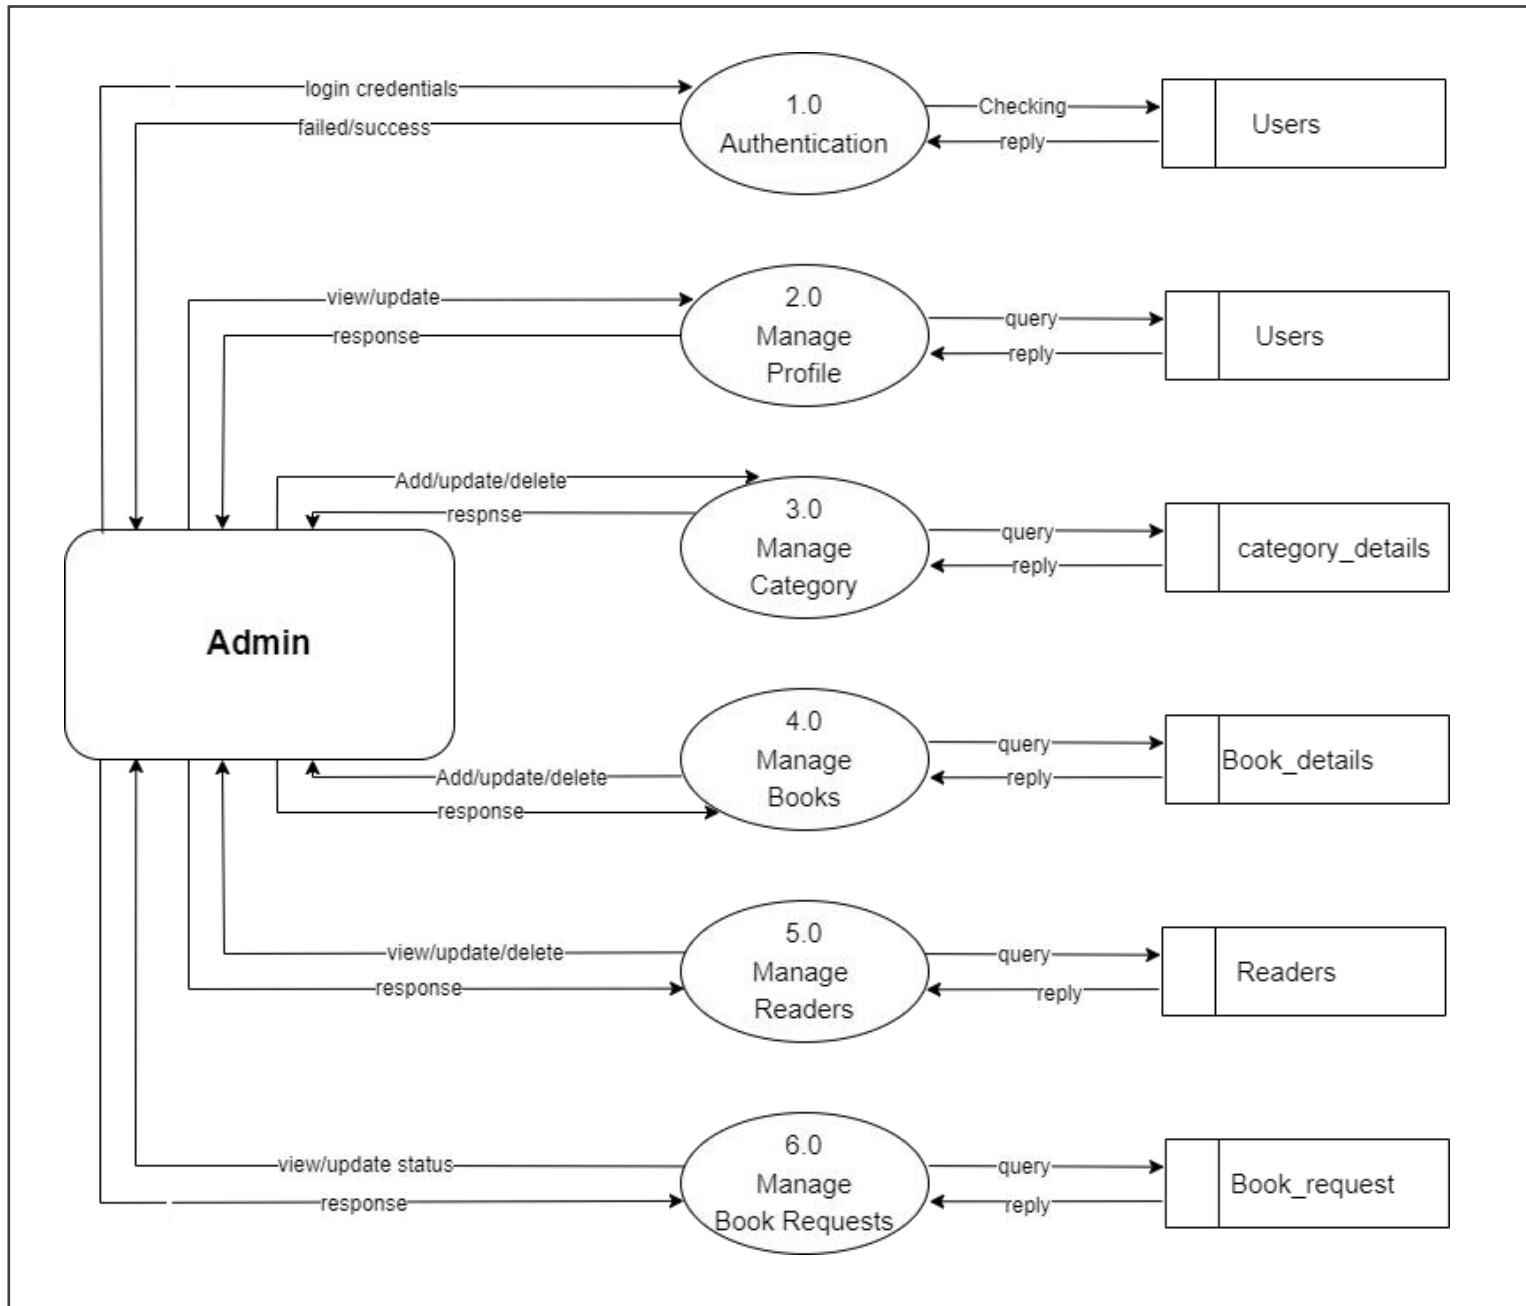 login credentials
failed/success
1.0
Authentication
Checking
reply
Users
view/update
response
2.0
Manage
Profile
query
reply
Users
Add/update/delete
respnse
3.0
Manage
Category
query
reply
category_details
Admin
Add/update/delete
response
4.0
Manage
Books
query
reply
Book_details
view/update/delete
response
5.0
Manage
Readers
query
reply
Readers
view/update status
response
6.0
Manage
Book Requests
query
reply
Book_request